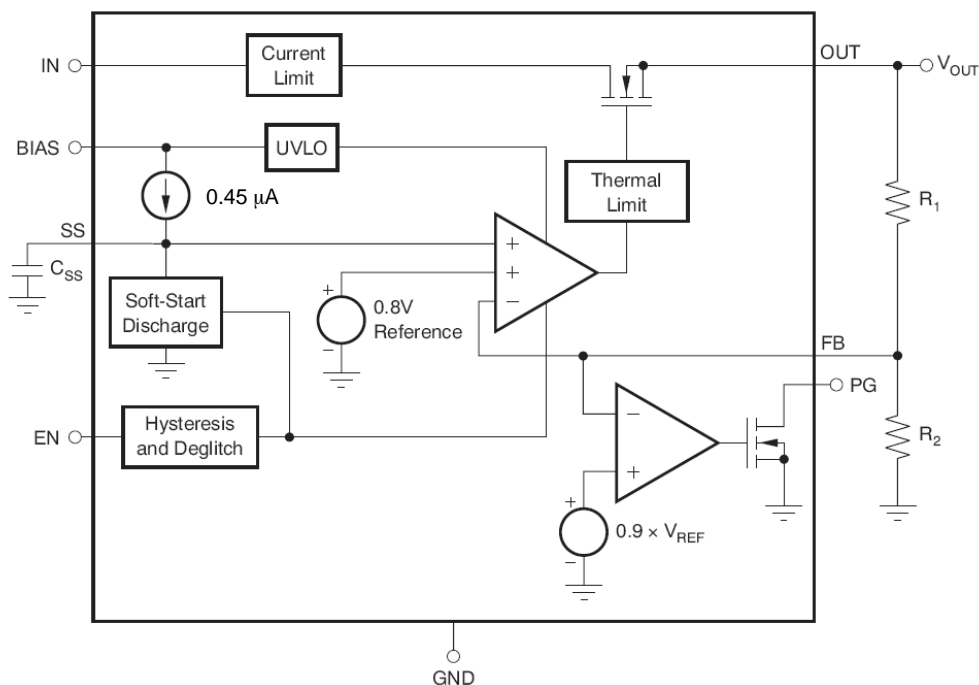 IN
Current
Limit
OUT
V_OUT
BIAS
UVLO
0.45 μA
Thermal
Limit
R_1
SS
C_SS
+
+
−
Soft-Start
Discharge
+
0.8V
Reference
−
FB
PG
EN
Hysteresis
and Deglitch
−
+
R_2
+
0.9 × V_REF
−
GND